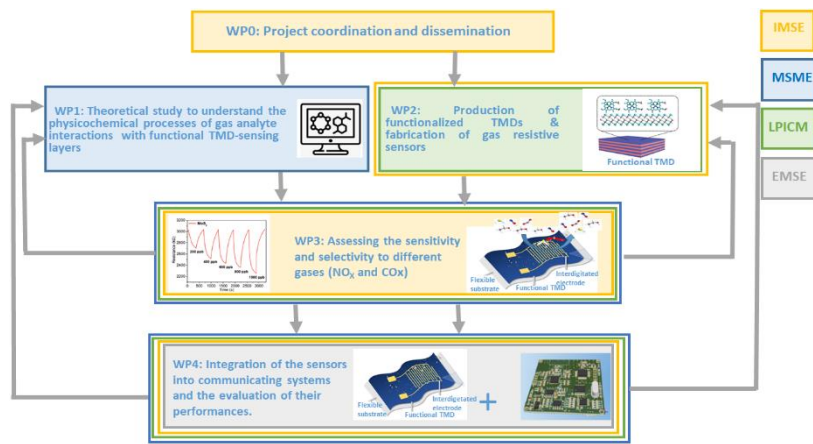 WP0: Project coordination and dissemination
IMSE
MSME
LPICM
EMSE
WP1: Theoretical study to understand the
physicochemical processes of gas analyte
interactions with functional TMD-sensing
layers
WP2: Production of
functionalized TMDs &
fabrication of gas resistive
sensors
Functional TMD
WP3: Assessing the sensitivity
and selectivity to different
gases (NOX and COx)
Flexible
substrate
Functional TMD
Interdigitated
electrode
WP4: Integration of the sensors
into communicating systems
and the evaluation of their
performances.
Flexible
substrate
Functional TMD
Interdigetated
electrode
+